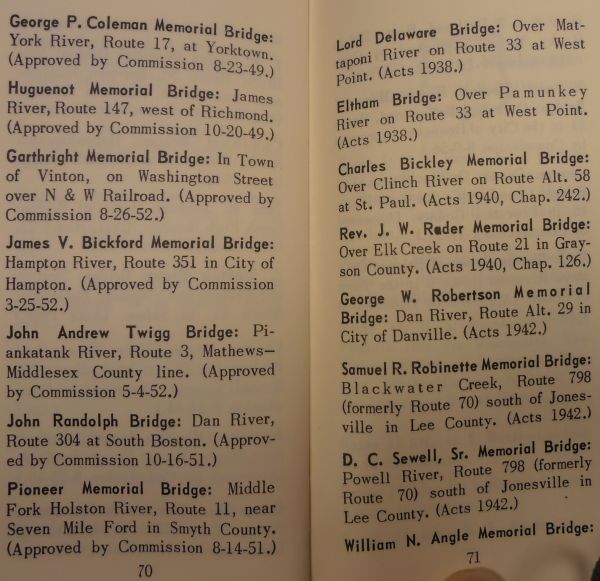 George P. Coleman Memorial Bridge:
York River, Route 17, at Yorktown.
(Approved by Commission 8-23-49.)
Huguenot Memorial Bridge: James
River, Route 147, west of Richmond.
(Approved by Commission 10-20-49.)
Garthright Memorial Bridge: In Town
of Vinton, on Washington Street
over N & W Railroad. (Approved by
Commission 8-26-52.)
James V. Bickford Memorial Bridge:
Hampton River, Route 351 in City of
Hampton. (Approved by Commission
3-25-52.)
John Andrew Twigg Bridge: Pi-
ankatank River, Route 3, Mathews—
Middlesex County line. (Approved
by Commission 5-4-52.)
John Randolph Bridge: Dan River,
Route 304 at South Boston. (Approv-
ed by Commission 10-16-51.)
Pioneer Memorial Bridge: Middle
Fork Holston River, Route 11, near
Seven Mile Ford in Smyth County.
(Approved by Commission 8-14-51.)
70
Lord Delaware Bridge: Over Mat-
taponi River on Route 33 at West
Point. (Acts 1938.)
Eltham Bridge: Over Pamunkey
River on Route 33 at West Point.
(Acts 1938.)
Charles Bickley Memorial Bridge:
Over Clinch River on Route Alt. 58
at St. Paul. (Acts 1940, Chap. 242.)
Rev. J. W. Rader Memorial Bridge:
Over Elk Creek on Route 21 in Gray-
son County. (Acts 1940, Chap. 126.)
George W. Robertson Memorial
Bridge: Dan River, Route Alt. 29 in
City of Danville. (Acts 1942.)
Samuel R. Robinette Memorial Bridge:
Blackwater Creek, Route 798
(formerly Route 70) south of Jones-
ville in Lee County. (Acts 1942.)
D. C. Sewell, Sr. Memorial Bridge:
Powell River, Route 798 (formerly
Route 70) south of Jonesville in
Lee County. (Acts 1942.)
William N. Angle Memorial Bridge:
71